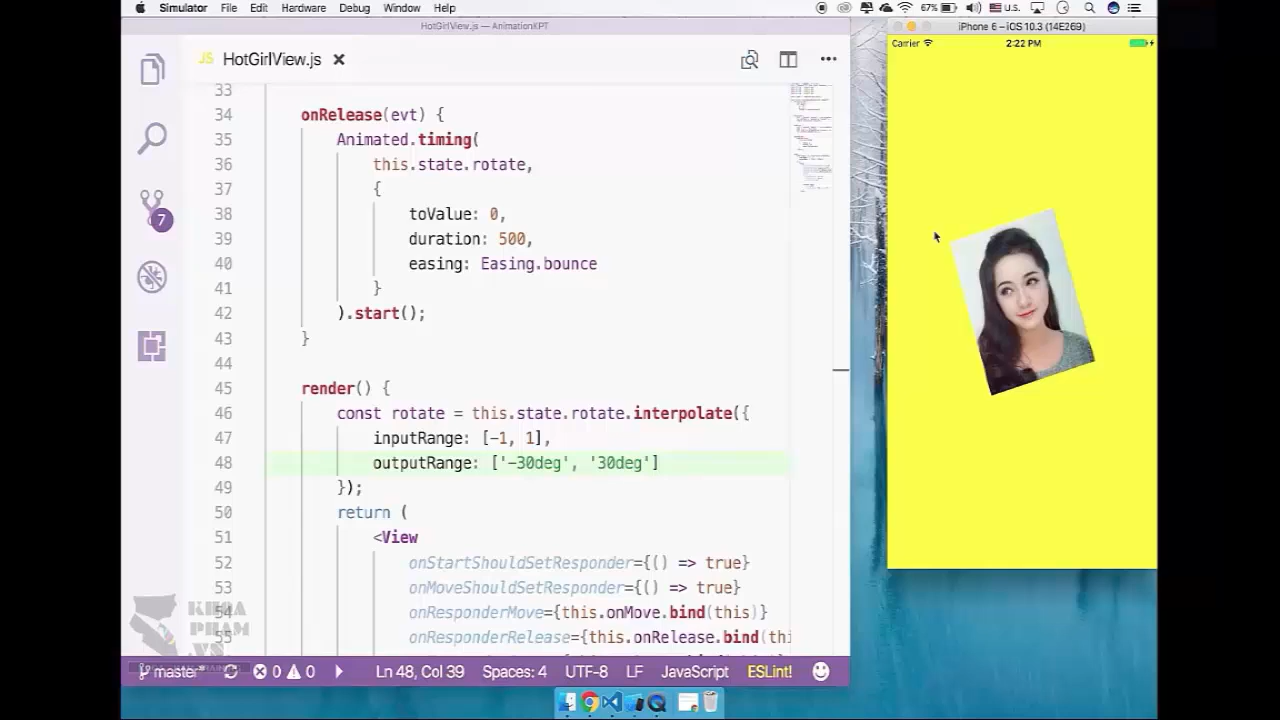 Simulator File Edit Hardware Debug Window Help 67% U.S.
HotGirlView.js — AnimationKPT
iPhone 6 – iOS 10.3 (14E269)
JS HotGirlView.js
Carrier 2:22 PM
33
34 onRelease(evt) {
35 Animated.timing(
36 this.state.rotate,
37 {
38 toValue: 0,
39 duration: 500,
40 easing: Easing.bounce
41 }
42 ).start();
43 }
44
45 render() {
46 const rotate = this.state.rotate.interpolate({
47 inputRange: [-1, 1],
48 outputRange: ['-30deg', '30deg']
49 });
50 return (
51 <View
52 onStartShouldSetResponder={() => true}
53 onMoveShouldSetResponder={() => true}
54 onResponderMove={this.onMove.bind(this)}
55 onResponderRelease={this.onRelease.bind(thi
7
KHOA
PHAM
.VN
master* 0 0 Ln 48, Col 39 Spaces: 4 UTF-8 LF JavaScript ESLint!